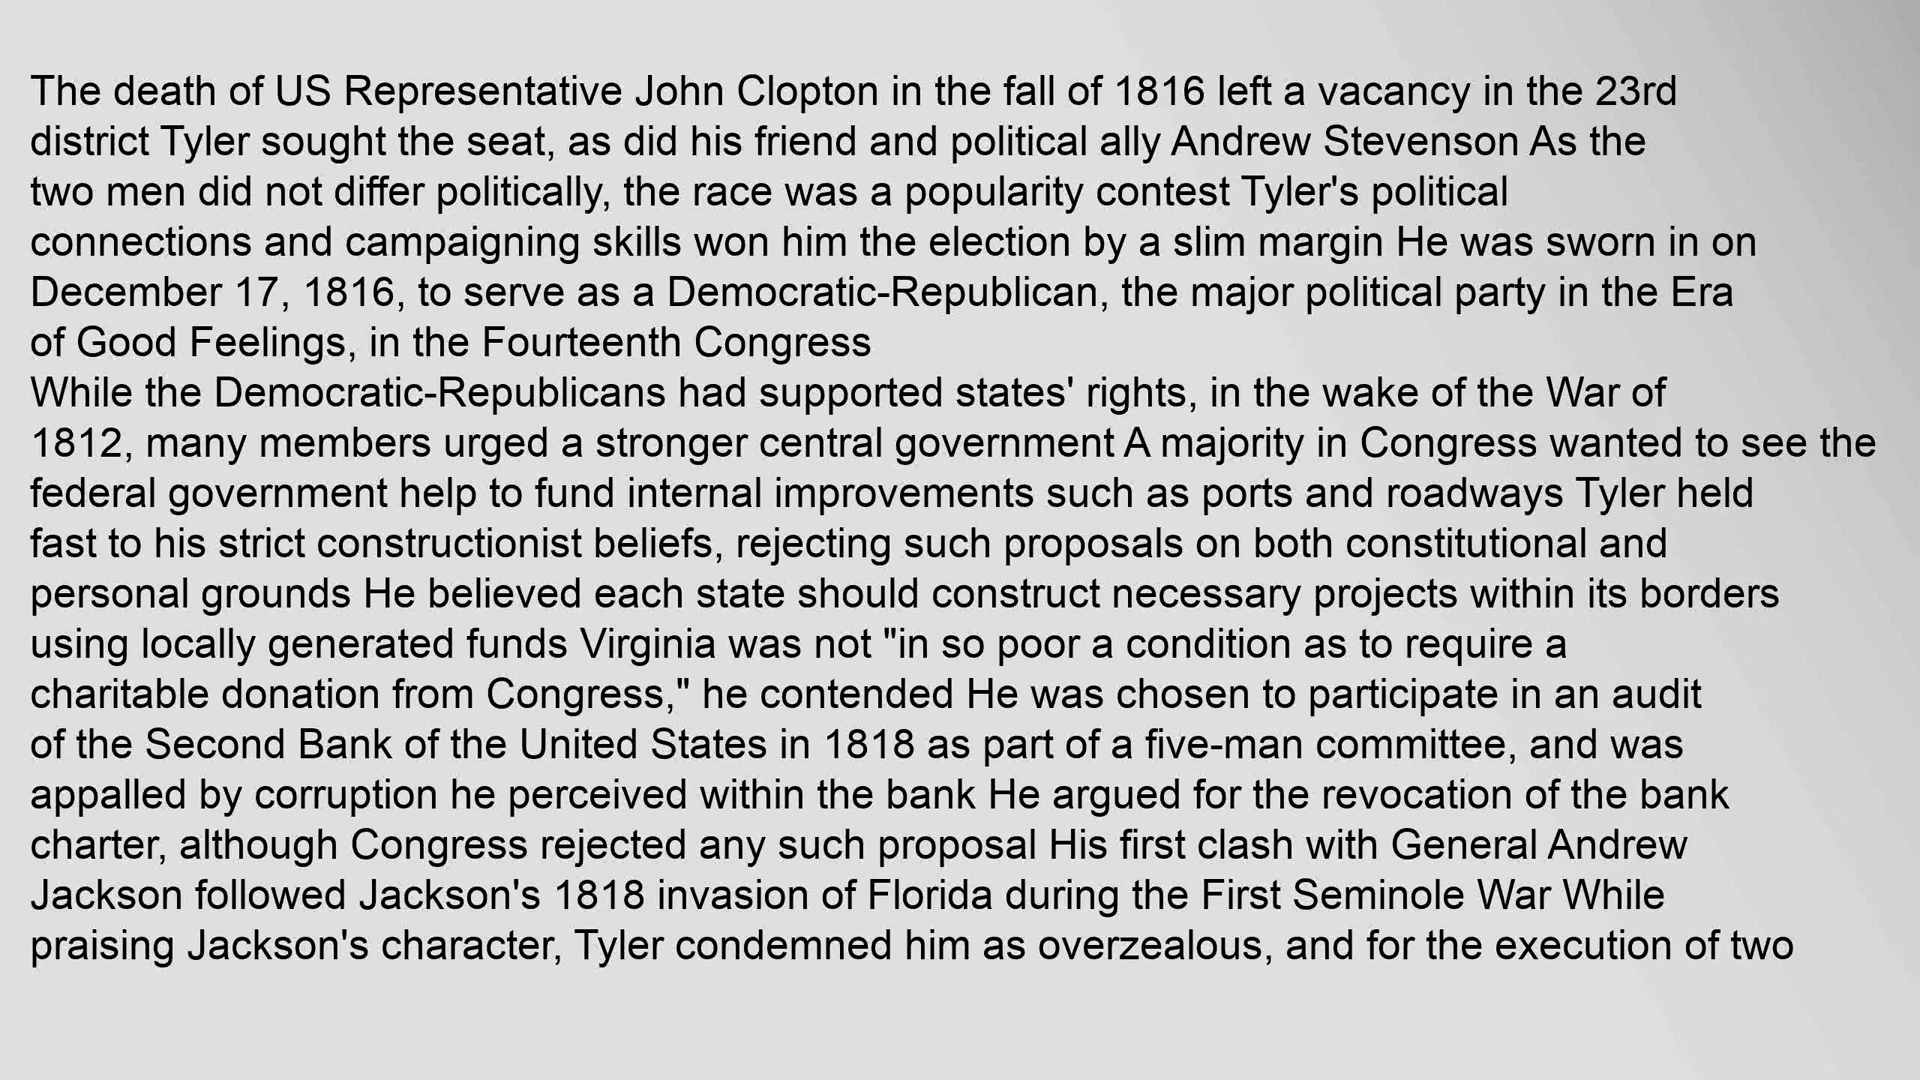 The death of US Representative John Clopton in the fall of 1816 left a vacancy in the 23rd
district Tyler sought the seat, as did his friend and political ally Andrew Stevenson As the
two men did not differ politically, the race was a popularity contest Tyler's political
connections and campaigning skills won him the election by a slim margin He was sworn in on
December 17, 1816, to serve as a Democratic-Republican, the major political party in the Era
of Good Feelings, in the Fourteenth Congress
While the Democratic-Republicans had supported states' rights, in the wake of the War of
1812, many members urged a stronger central government A majority in Congress wanted to see the
federal government help to fund internal improvements such as ports and roadways Tyler held
fast to his strict constructionist beliefs, rejecting such proposals on both constitutional and
personal grounds He believed each state should construct necessary projects within its borders
using locally generated funds Virginia was not "in so poor a condition as to require a
charitable donation from Congress," he contended He was chosen to participate in an audit
of the Second Bank of the United States in 1818 as part of a five-man committee, and was
appalled by corruption he perceived within the bank He argued for the revocation of the bank
charter, although Congress rejected any such proposal His first clash with General Andrew
Jackson followed Jackson's 1818 invasion of Florida during the First Seminole War While
praising Jackson's character, Tyler condemned him as overzealous, and for the execution of two